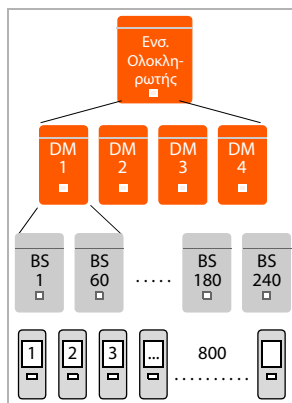 Ενσ.
Ολοκλη-
ρωτής
DM 1
DM 2
DM 3
DM 4
BS 1
BS 60
.....
BS 180
BS 240
1
2
3
...
800
..........